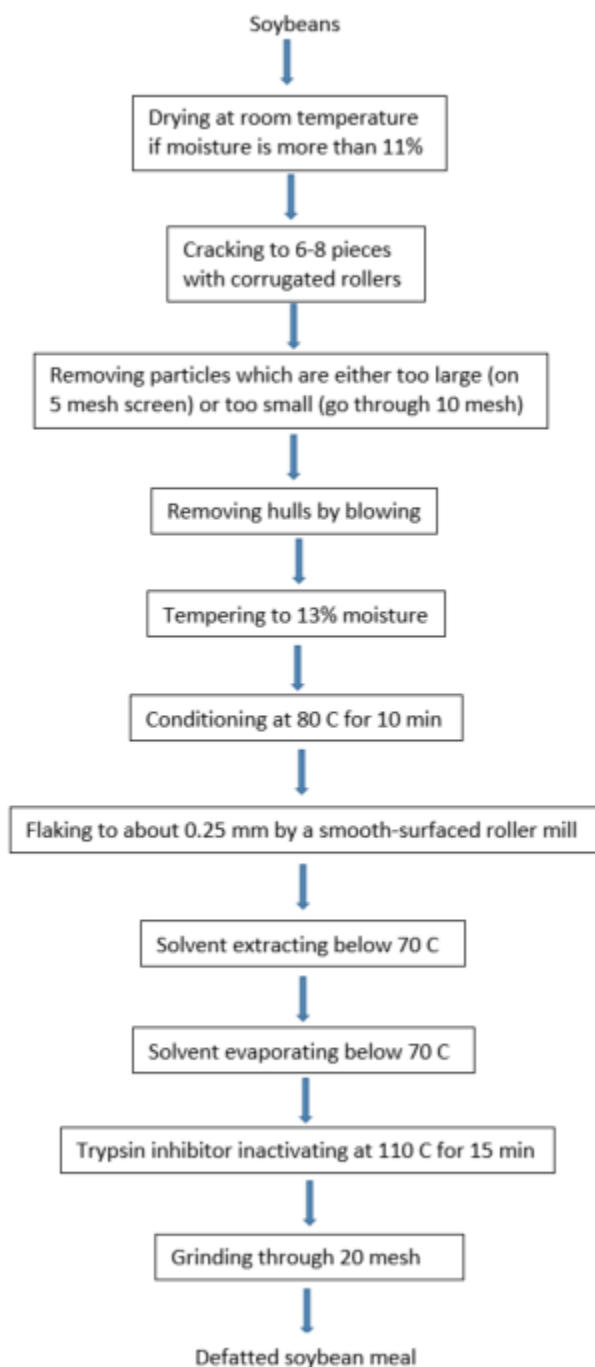 Soybeans
Drying at room temperature
if moisture is more than 11%
Cracking to 6-8 pieces
with corrugated rollers
Removing particles which are either too large (on
5 mesh screen) or too small (go through 10 mesh)
Removing hulls by blowing
Tempering to 13% moisture
Conditioning at 80 C for 10 min
Flaking to about 0.25 mm by a smooth-surfaced roller mill
Solvent extracting below 70 C
Solvent evaporating below 70 C
Trypsin inhibitor inactivating at 110 C for 15 min
Grinding through 20 mesh
Defatted soybean meal